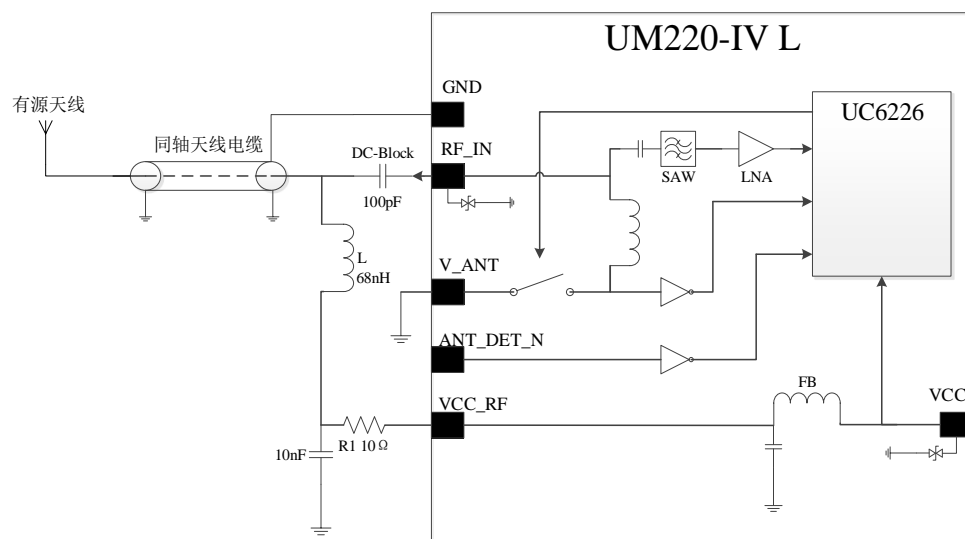 UM220-IV L
GND
有源天线
UC6226
同轴天线电缆
DC-Block
RF_IN
100pF
SAW
LNA
L
68nH
V_ANT
ANT_DET_N
VCC_RF
FB
VCC
R1 10Ω
10nF